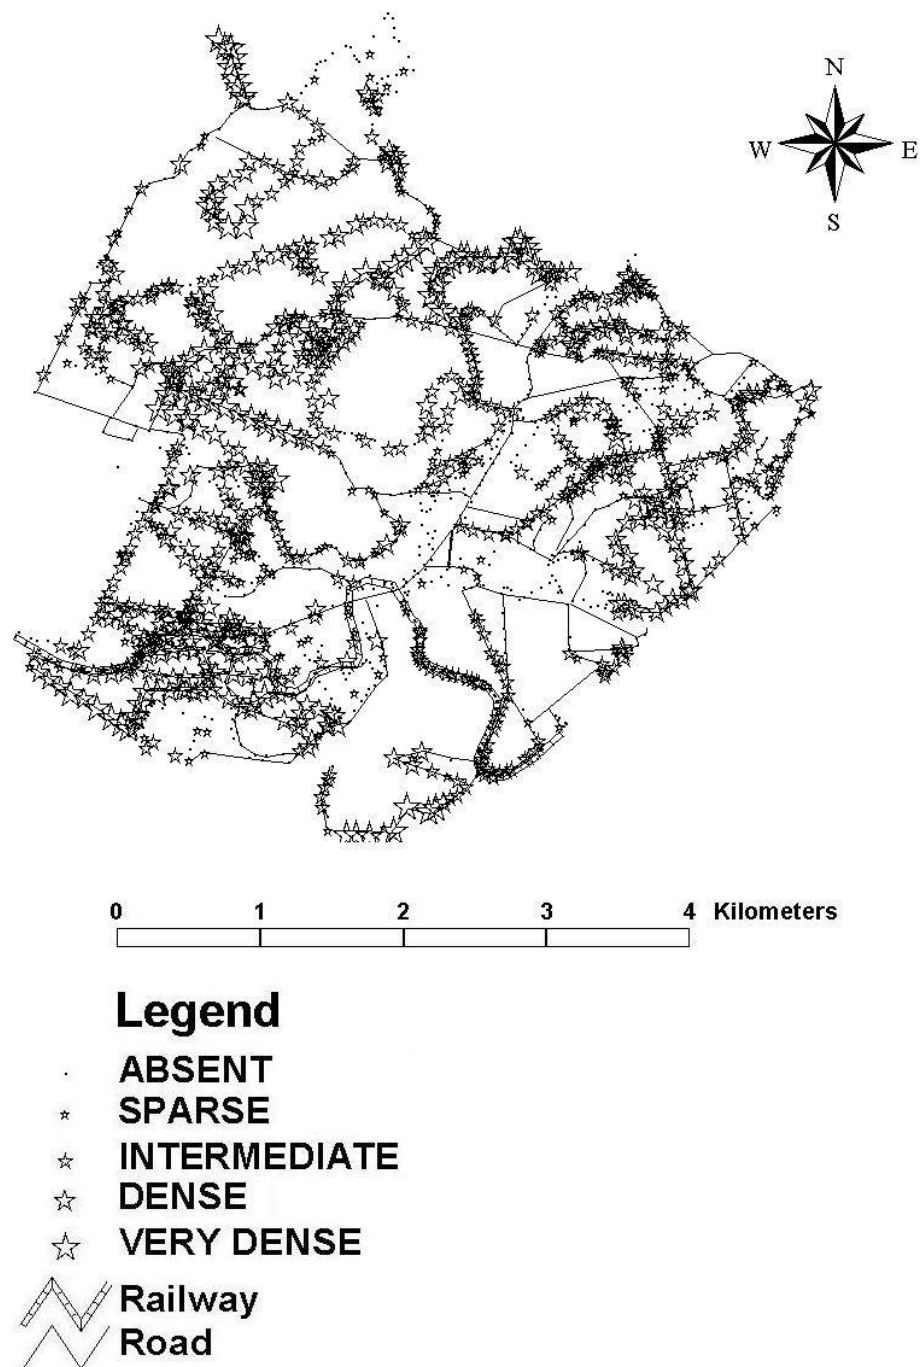 N
W E
S
0 1 2 3 4 Kilometers
Legend
ABSENT
SPARSE
INTERMEDIATE
DENSE
VERY DENSE
Railway
Road